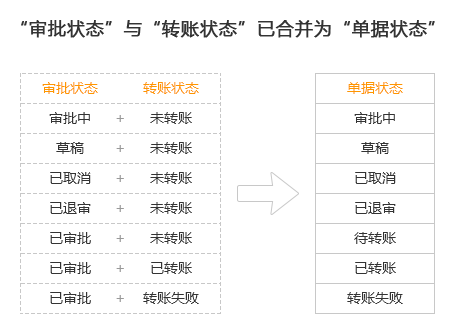 “审批状态”与“转账状态”已合并为“单据状态”
审批状态 转账状态 单据状态
审批中 + 未转账 审批中
草稿 + 未转账 草稿
已取消 + 未转账 已取消
已退审 + 未转账 已退审
已审批 + 未转账 待转账
已审批 + 已转账 已转账
已审批 + 转账失败 转账失败